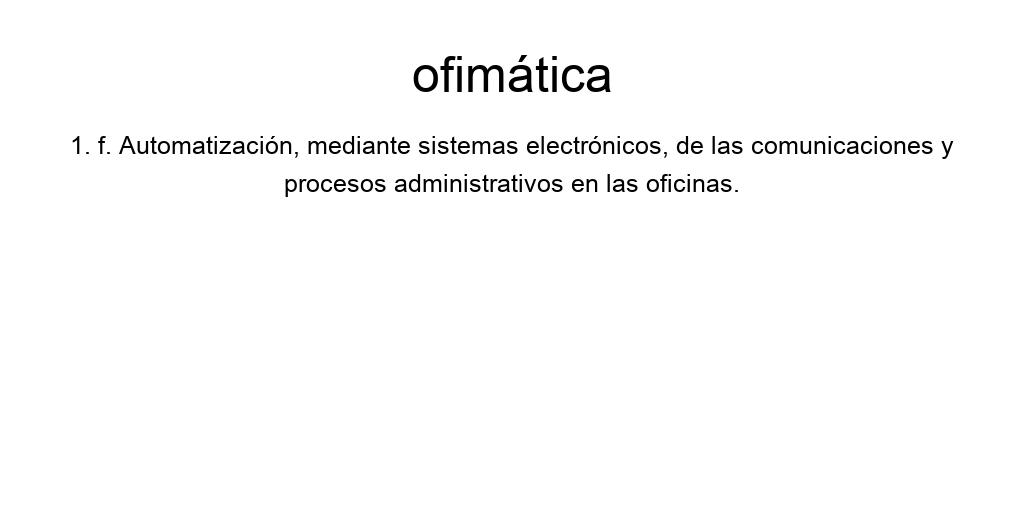 ofimática
1. f. Automatización, mediante sistemas electrónicos, de las comunicaciones y
procesos administrativos en las oficinas.